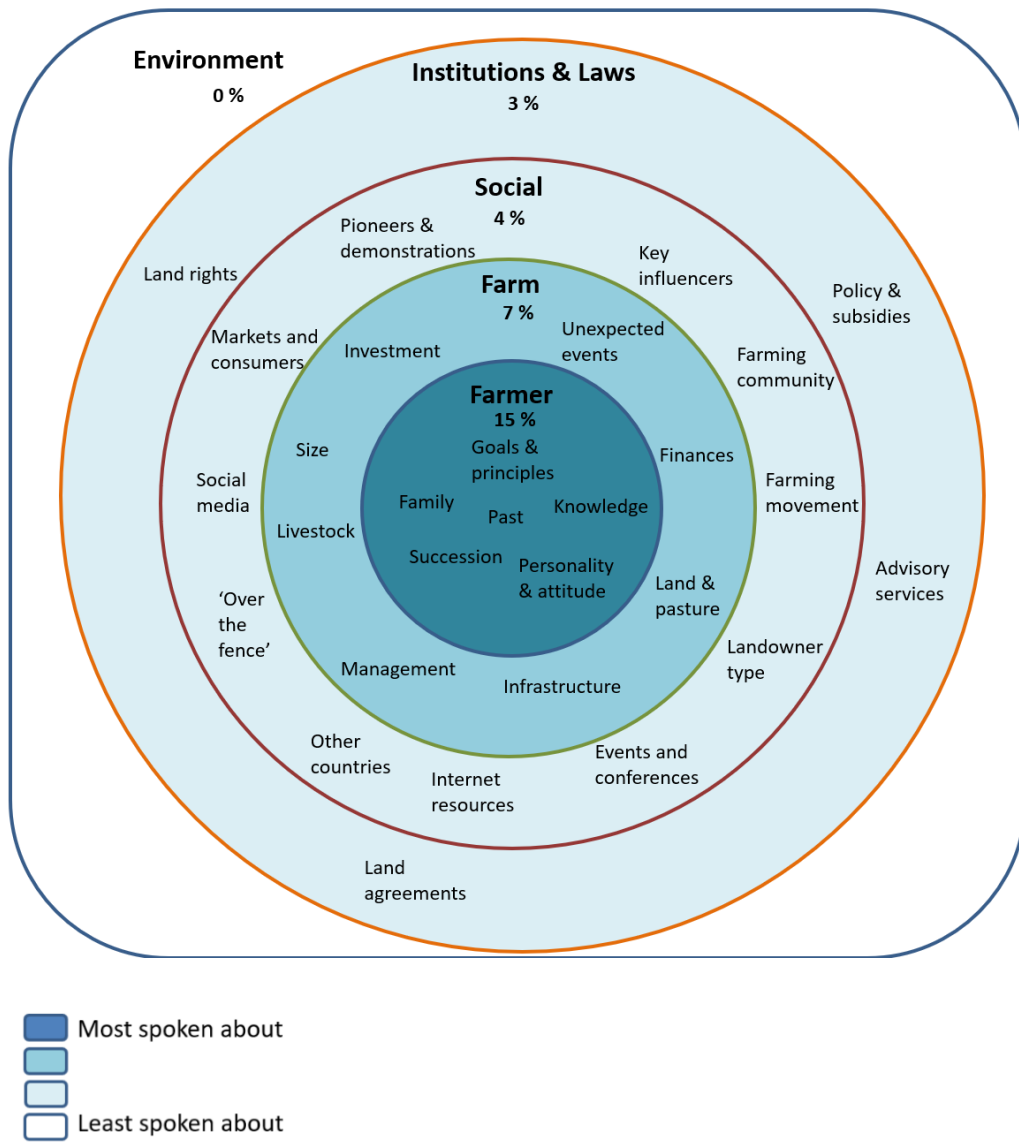 Environment
0 %
Institutions & Laws
3 %
Social
4 %
Pioneers &
demonstrations
Key
influencers
Land rights
Policy &
subsidies
Farm
7 %
Markets and
consumers
Investment
Unexpected
events
Farming
community
Farmer
15 %
Goals &
principles
Size
Finances
Social
media
Family
Past
Knowledge
Farming
movement
Livestock
Succession
Personality
& attitude
Land &
pasture
Advisory
services
‘Over
the
fence’
Landowner
type
Management
Infrastructure
Other
countries
Internet
resources
Events and
conferences
Land
agreements
Most spoken about
Least spoken about